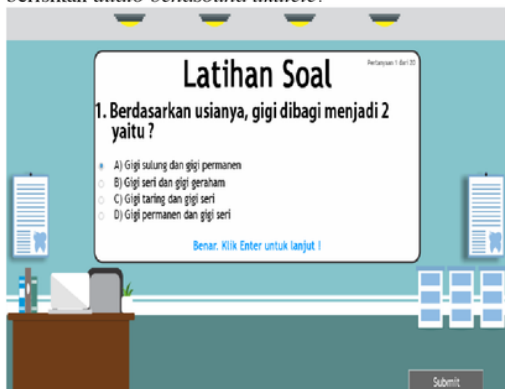 Latihan Soal
Pertanyaan 1 dari 20
1. Berdasarkan usianya, gigi dibagi menjadi 2
yaitu ?
A) Gigi sulung dan gigi permanen
B) Gigi seri dan gigi geraham
C) Gigi taring dan gigi seri
D) Gigi permanen dan gigi seri
Benar. Klik Enter untuk lanjut !
Submit